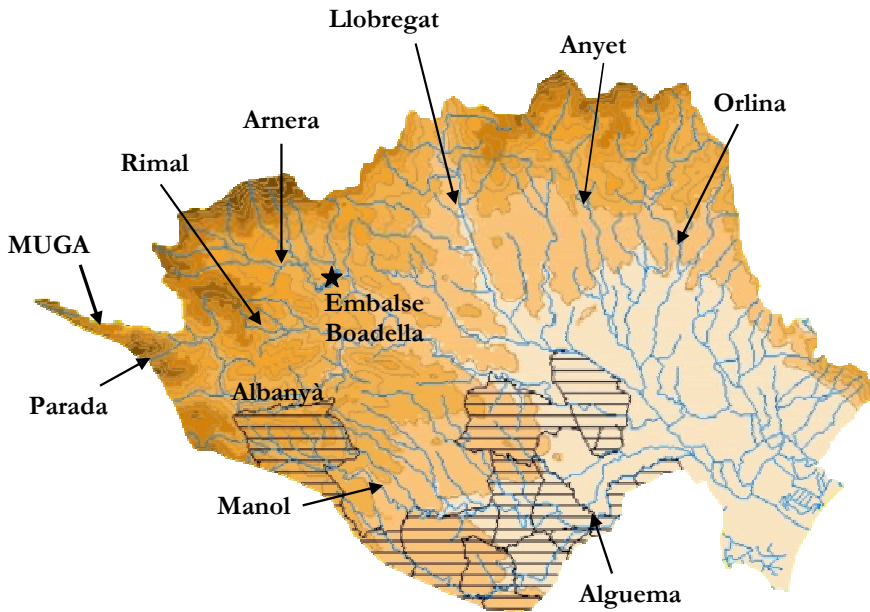 Llobregat
Anyet
Orlina
Arnera
Rimal
MUGA
Embalse
Boadella
Parada
Albanyà
Manol
Alguema